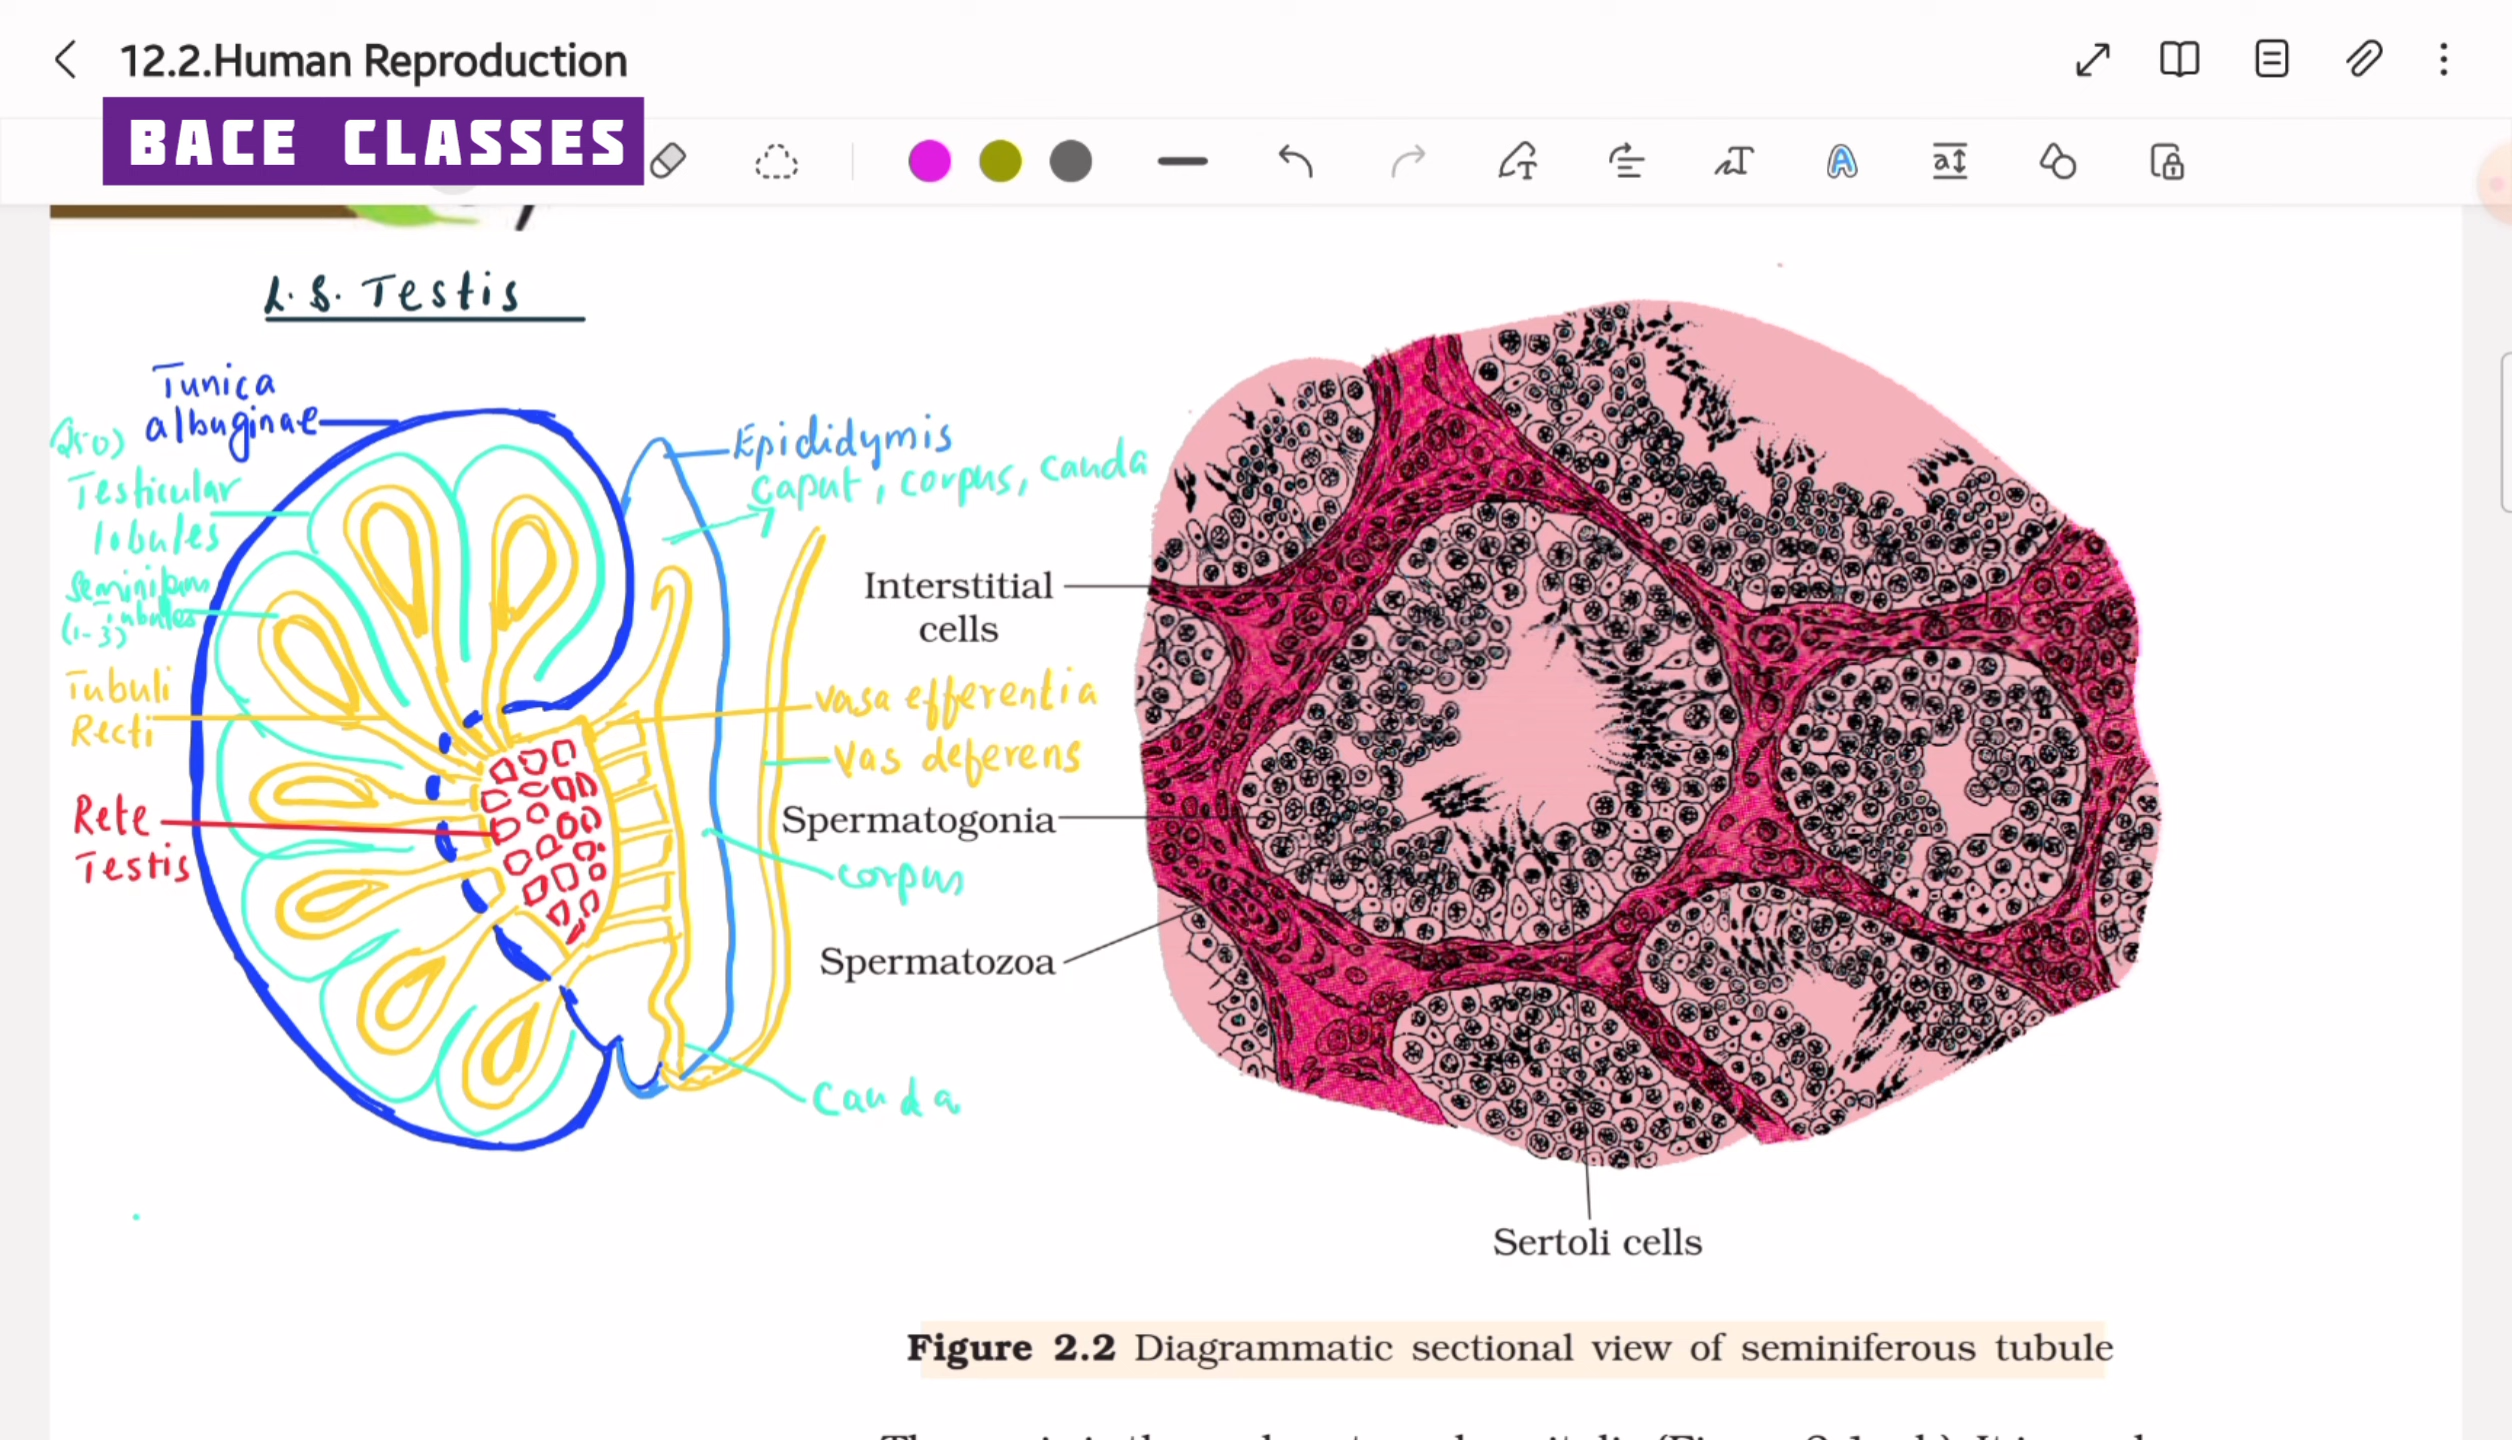 12.2.Human Reproduction
BACE CLASSES
L.S. Testis
Tunica
albuginae
(250)
Testicular
lobules
(1-3)
Tubuli
Recti
Rete
Testis
Epididymis
caput, corpus, cauda
vasa efferentia
vas deferens
corpus
cauda
Interstitial
cells
Spermatogonia
Spermatozoa
Sertoli cells
Figure 2.2 Diagrammatic sectional view of seminiferous tubule